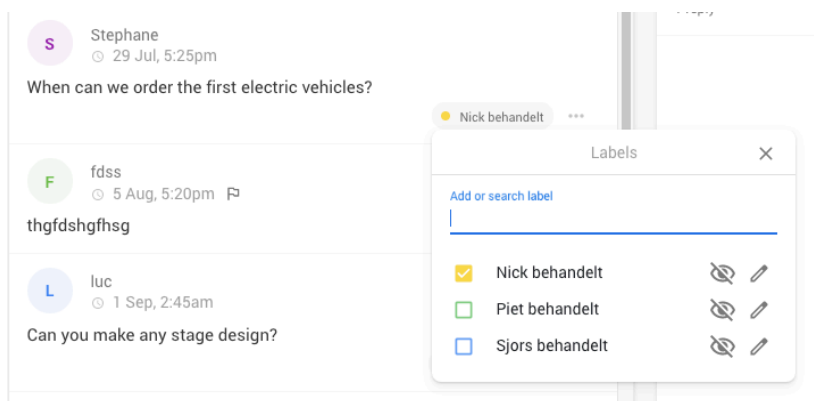 S
Stephane
29 Jul, 5:25pm
When can we order the first electric vehicles?
Nick behandelt
F
fdss
5 Aug, 5:20pm
thgfdshgfhsg
L
luc
1 Sep, 2:45am
Can you make any stage design?
Labels
Add or search label
Nick behandelt
Piet behandelt
Sjors behandelt